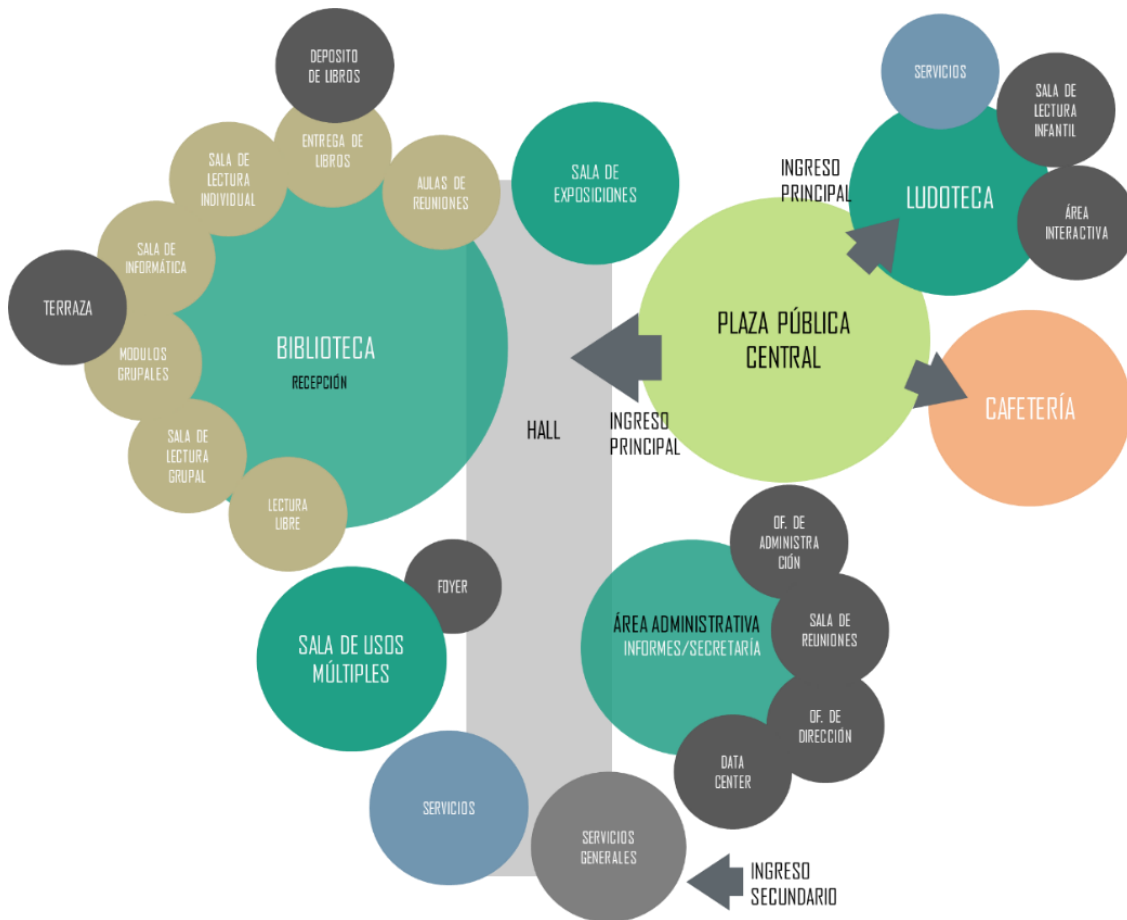 DEPOSITO
DE LIBROS
ENTREGA DE
LIBROS
SALA DE
LECTURA
INDIVIDUAL
AULAS DE
REUNIONES
SALA DE
INFORMÁTICA
TERRAZA
MODULOS
GRUPALES
SALA DE
LECTURA
GRUPAL
LECTURA
LIBRE
BIBLIOTECA
RECEPCIÓN
SALA DE
EXPOSICIONES
HALL
INGRESO
PRINCIPAL
PLAZA PÚBLICA
CENTRAL
INGRESO
PRINCIPAL
SERVICIOS
SALA DE
LECTURA
INFANTIL
LUDOTECA
ÁREA
INTERACTIVA
CAFETERÍA
FOYER
SALA DE USOS
MÚLTIPLES
OF. DE
ADMINISTRA
CIÓN
ÁREA ADMINISTRATIVA
INFORMES/SECRETARÍA
SALA DE
REUNIONES
OF. DE
DIRECCIÓN
DATA
CENTER
SERVICIOS
SERVICIOS
GENERALES
INGRESO
SECUNDARIO